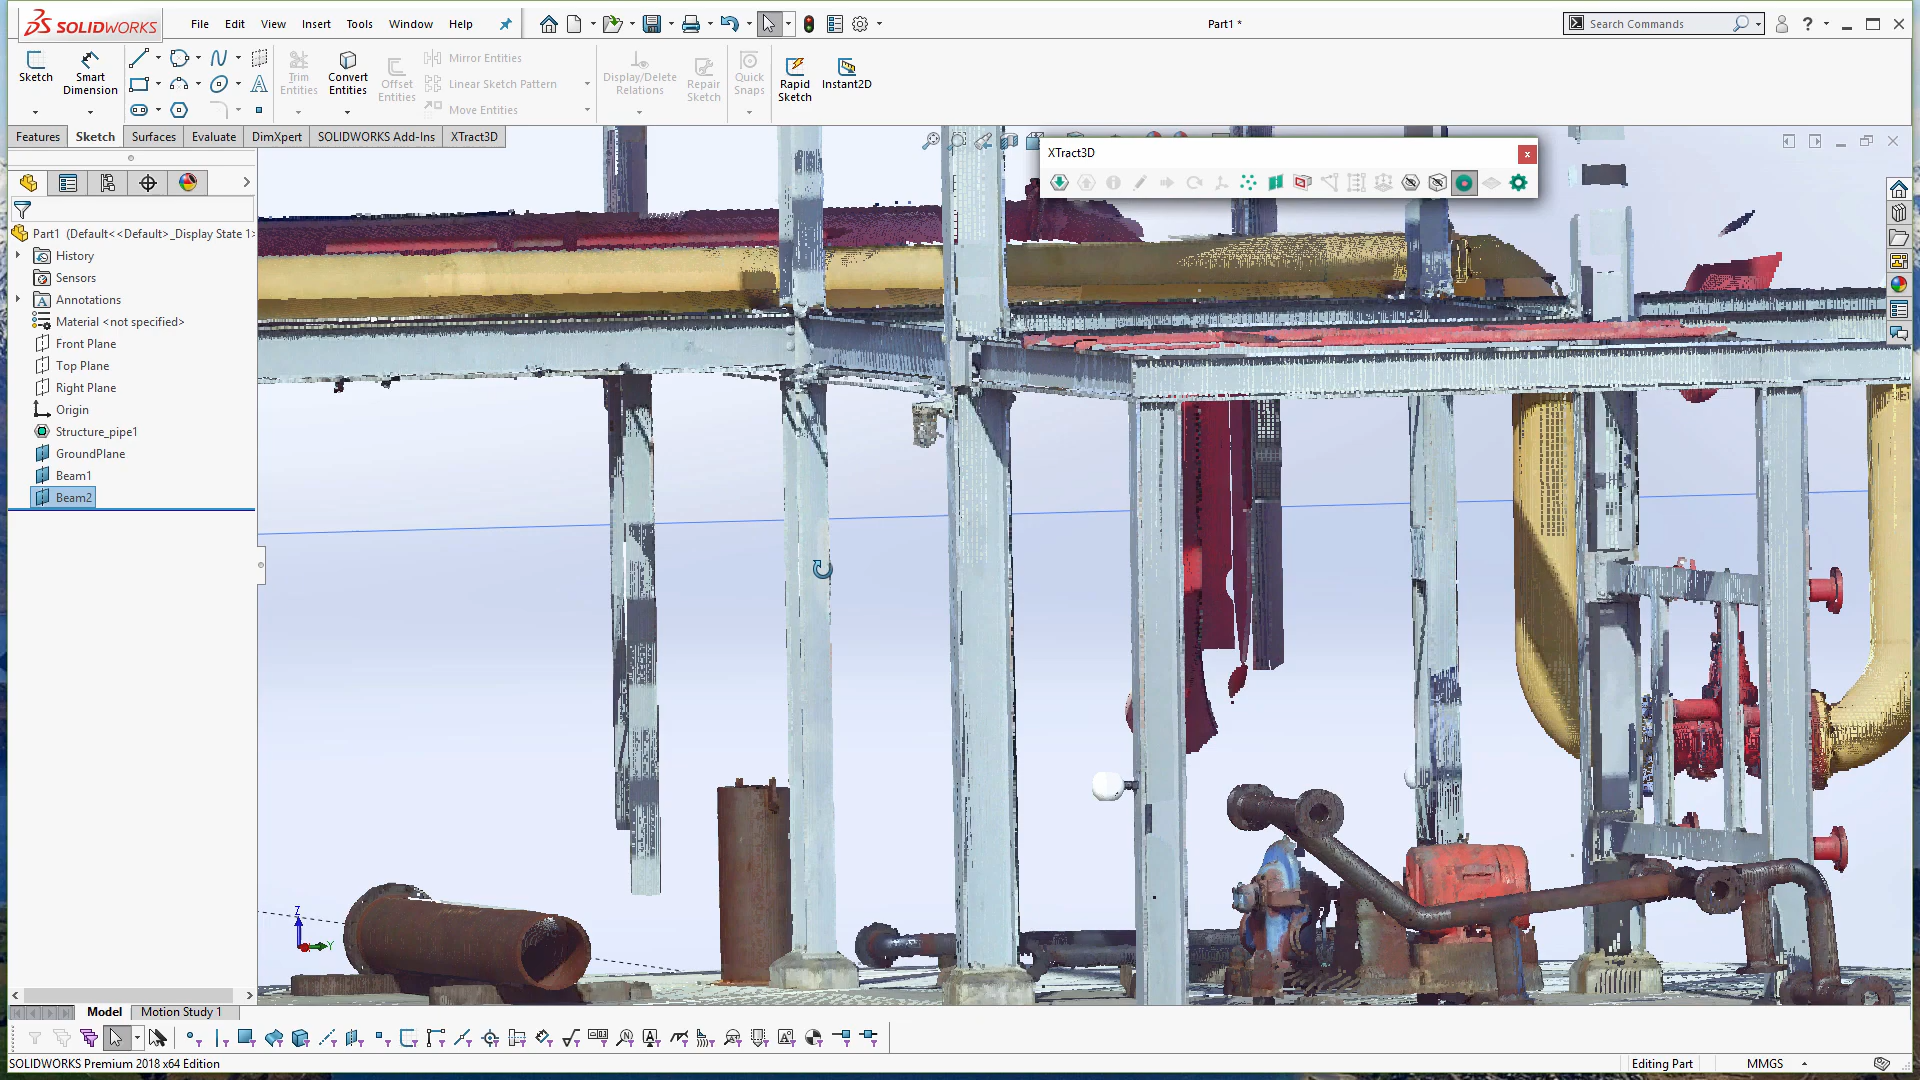 SOLIDWORKS
File Edit View Insert Tools Window Help
Part1 *
Search Commands
Sketch
Smart Dimension
Trim Entities
Convert Entities
Offset Entities
Mirror Entities
Linear Sketch Pattern
Move Entities
Display/Delete Relations
Repair Sketch
Quick Snaps
Rapid Sketch
Instant2D
Features Sketch Surfaces Evaluate DimXpert SOLIDWORKS Add-Ins XTract3D
XTract3D
Part1 (Default<<Default>_Display State 1>
History
Sensors
Annotations
Material <not specified>
Front Plane
Top Plane
Right Plane
Origin
Structure_pipe1
GroundPlane
Beam1
Beam2
Z
Y
Model Motion Study 1
SOLIDWORKS Premium 2018 x64 Edition
Editing Part
MMGS